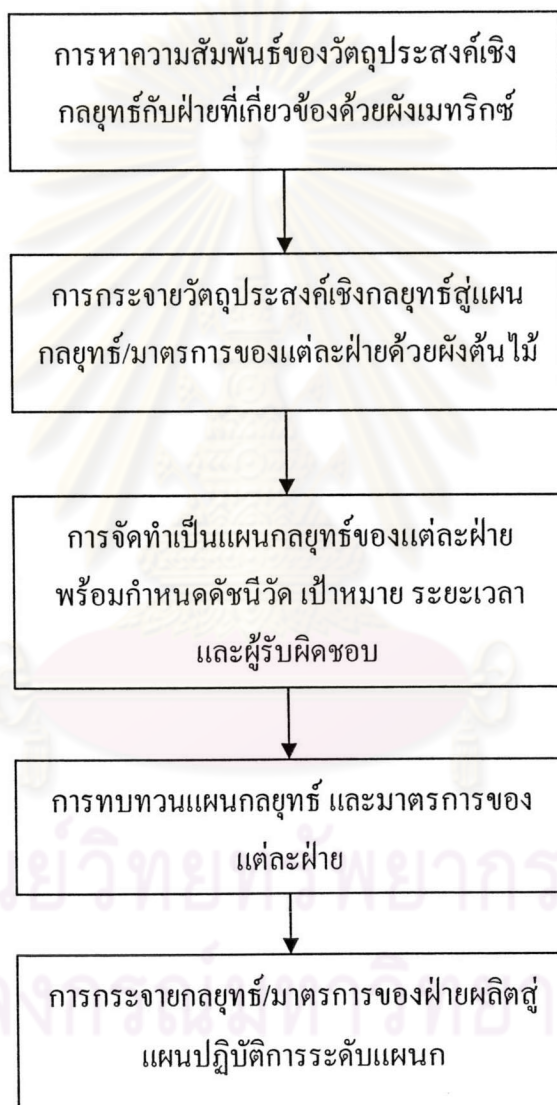 การหาความสัมพันธ์ของวัตถุประสงค์เชิง
กลยุทธ์กับฝ่ายที่เกี่ยวข้องด้วยผังเมทริกซ์
การกระจายวัตถุประสงค์เชิงกลยุทธ์สู่แผน
กลยุทธ์/มาตรการของแต่ละฝ่ายด้วยผังต้นไม้
การจัดทำเป็นแผนกลยุทธ์ของแต่ละฝ่าย
พร้อมกำหนดดัชนีวัด เป้าหมาย ระยะเวลา
และผู้รับผิดชอบ
การทบทวนแผนกลยุทธ์ และมาตรการของ
แต่ละฝ่าย
การกระจายกลยุทธ์/มาตรการของฝ่ายผลิตสู่
แผนปฏิบัติการระดับแผนก